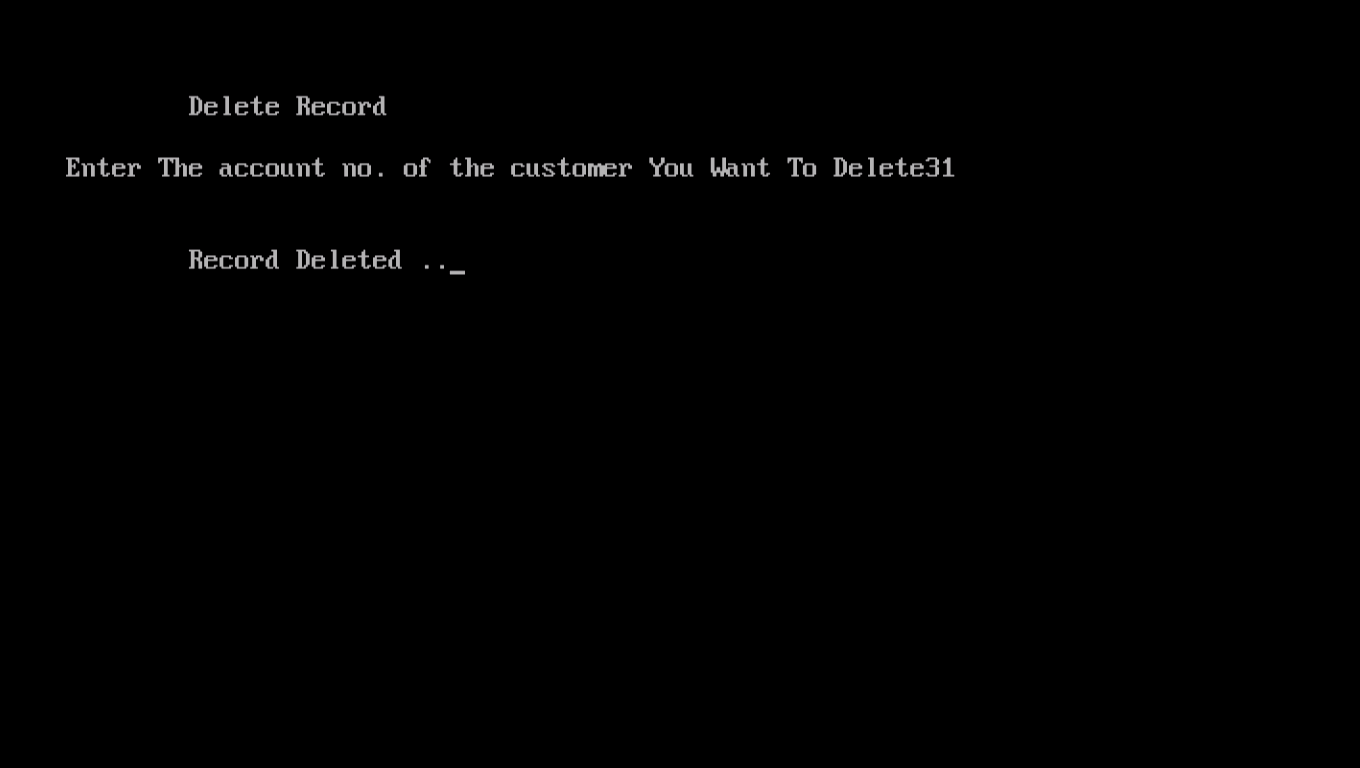 Delete Record
Enter The account no. of the customer You Want To Delete31
Record Deleted .._